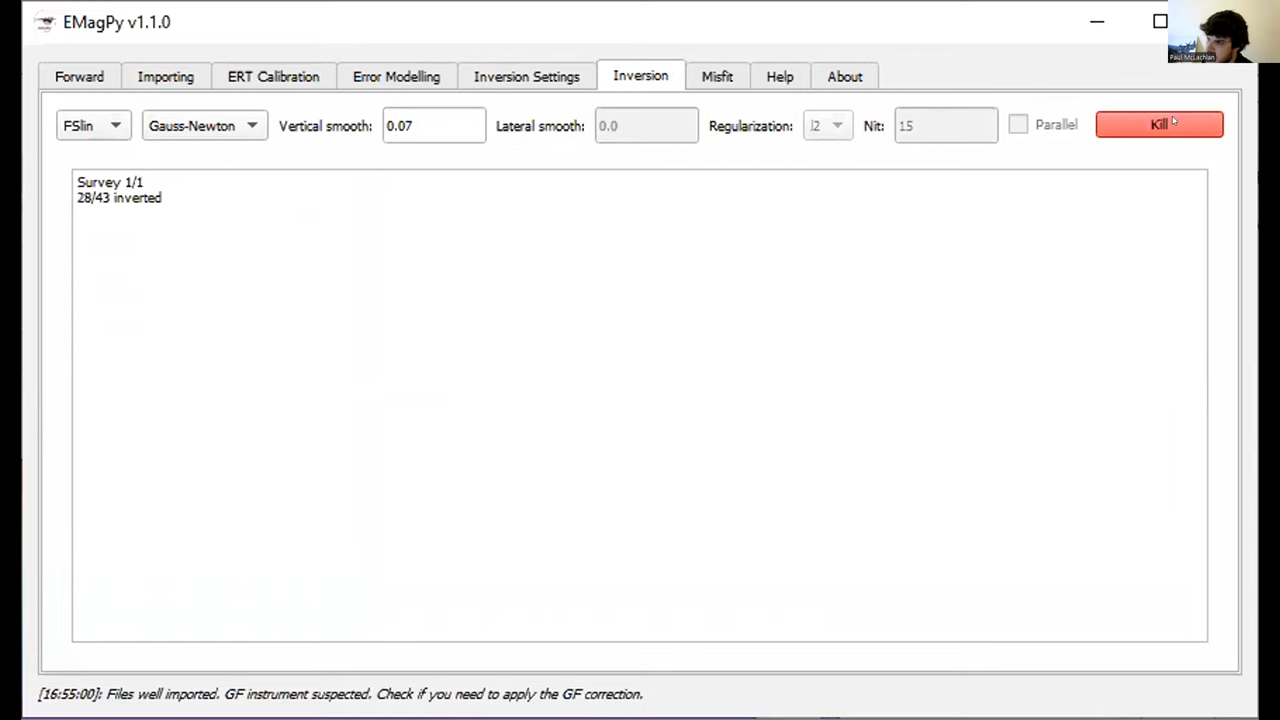 EMagPy v1.1.0
Paul McLachlan
Forward Importing ERT Calibration Error Modelling Inversion Settings Inversion Misfit Help About
FSlin Gauss-Newton Vertical smooth: 0.07 Lateral smooth: 0.0 Regularization: l2 Nit: 15 Parallel Kill
Survey 1/1
28/43 inverted
[16:55:00]: Files well imported. GF instrument suspected. Check if you need to apply the GF correction.